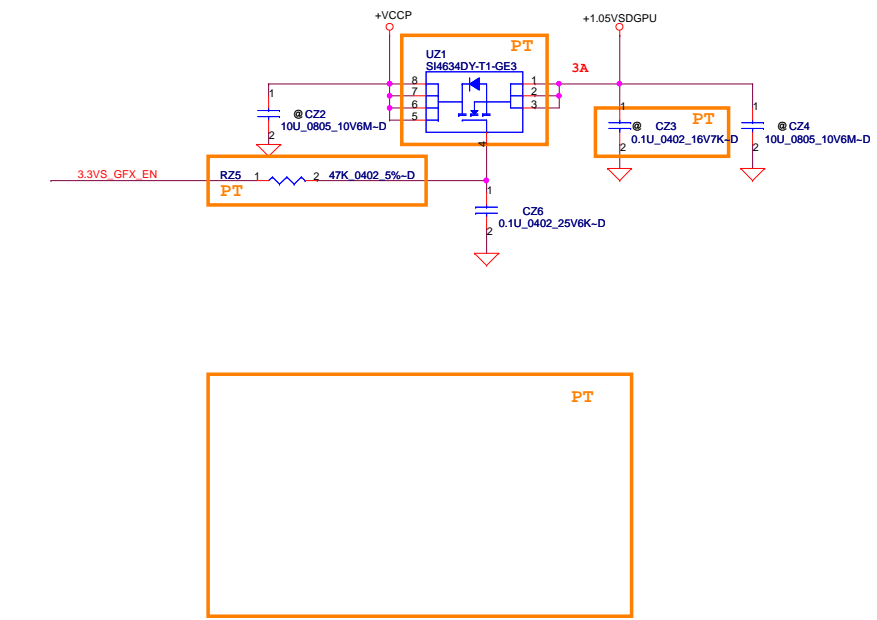 +VCCP
+1.05VSDGPU
PT
UZ1
SI4634DY-T1-GE3
3A
8
7
6
5
1
2
3
4
1
@ CZ2
10U_0805_10V6M~D
2
1
PT
@ CZ3
0.1U_0402_16V7K~D
2
1
@ CZ4
10U_0805_10V6M~D
2
3.3VS_GFX_EN
RZ5 1 2 47K_0402_5%~D
PT
1
CZ6
0.1U_0402_25V6K~D
2
PT